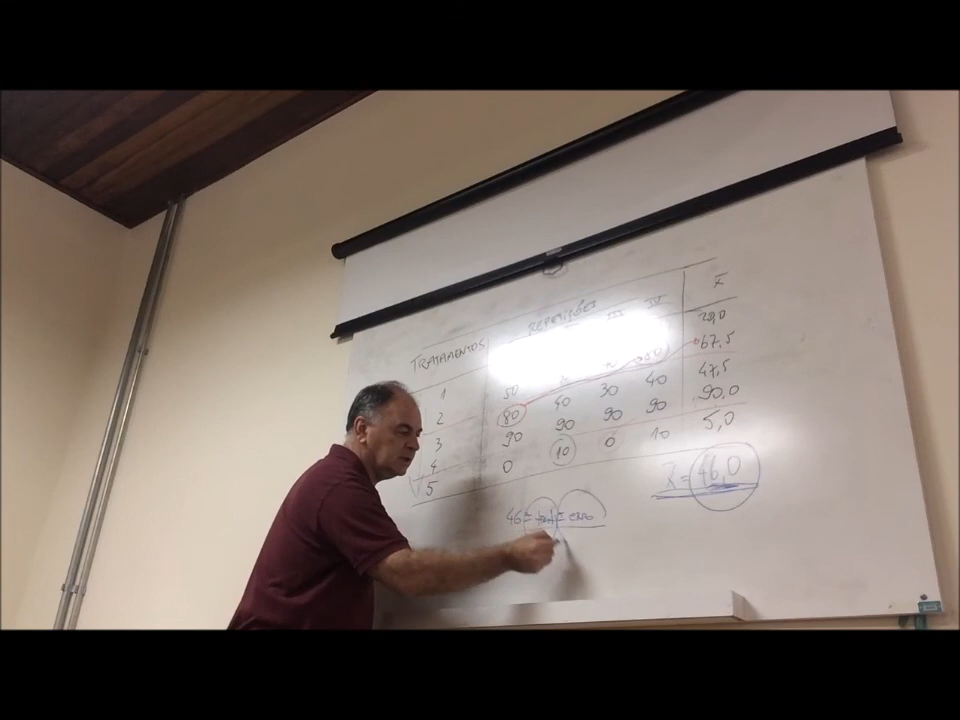 TRATAMENTOS REPETIÇÕES x̄
III IV
1 20,0
2 50 67,5
3 80 40 30 40 47,5
4 90 90 90 90 90,0
5 0 10 0 10 5,0
x̄ = 46,0
46 ± trat ± erro